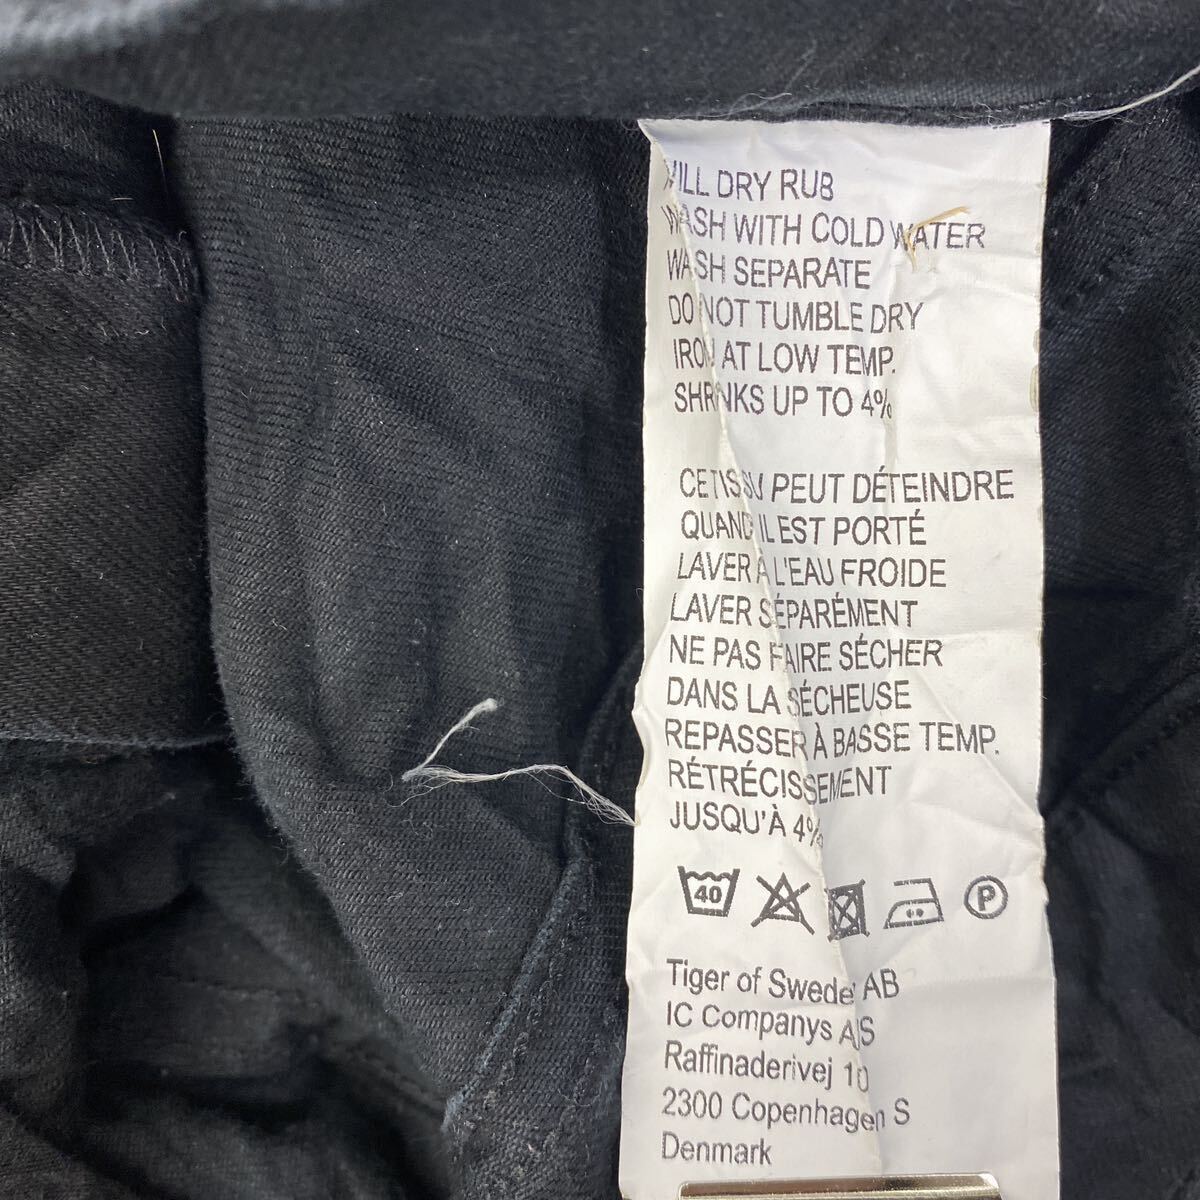 WILL DRY RUB
WASH WITH COLD WATER
WASH SEPARATE
DO NOT TUMBLE DRY
IRON AT LOW TEMP.
SHRINKS UP TO 4%
CE TISSU PEUT DÉTEINDRE
QUAND IL EST PORTÉ
LAVER À L'EAU FROIDE
LAVER SÉPARÉMENT
NE PAS FAIRE SÉCHER
DANS LA SÉCHEUSE
REPASSER À BASSE TEMP.
RÉTRÉCISSEMENT
JUSQU'À 4%
40 P
Tiger of Sweden AB
IC Companys A/S
Raffinaderivej 10
2300 Copenhagen S
Denmark